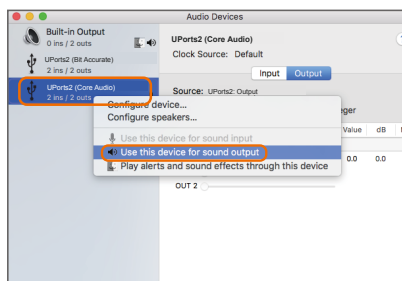 Audio Devices
Built-in Output
0 ins / 2 outs
UPorts2 (Bit Accurate)
2 ins / 2 outs
UPorts2 (Core Audio)
2 ins / 2 outs
UPorts2 (Core Audio)
Clock Source: Default
Input Output
Source: UPorts2: Output
Configure device...
Configure speakers...
Use this device for sound input
Use this device for sound output
Play alerts and sound effects through this device
Value dB
0.0 0.0
OUT 2